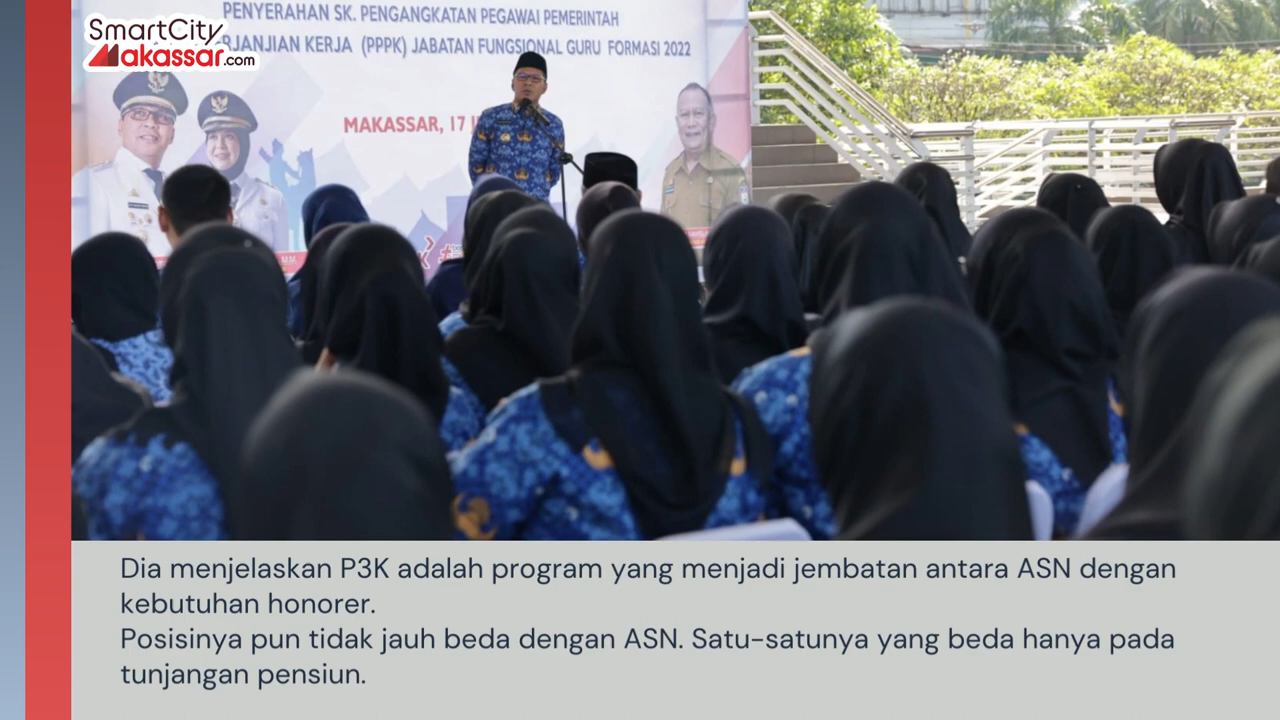 SmartCity
Makassar.com
PENYERAHAN SK. PENGANGKATAN PEGAWAI PEMERINTAH
JANJIAN KERJA (PPPK) JABATAN FUNGSIONAL GURU FORMASI 2022
MAKASSAR, 17
Dia menjelaskan P3K adalah program yang menjadi jembatan antara ASN dengan
kebutuhan honorer.
Posisinya pun tidak jauh beda dengan ASN. Satu-satunya yang beda hanya pada
tunjangan pensiun.